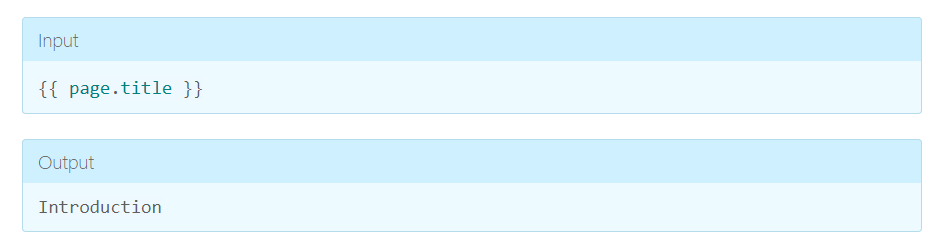 Input
{{ page.title }}
Output
Introduction